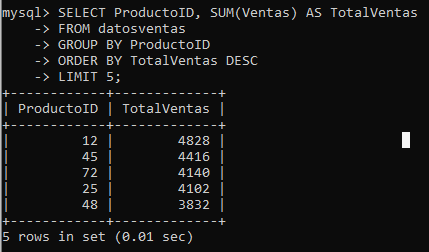 mysql> SELECT ProductoID, SUM(Ventas) AS TotalVentas
    -> FROM datosventas
    -> GROUP BY ProductoID
    -> ORDER BY TotalVentas DESC
    -> LIMIT 5;
+------------+-------------+
| ProductoID | TotalVentas |
+------------+-------------+
|         12 |        4828 |
|         45 |        4416 |
|         72 |        4140 |
|         25 |        4102 |
|         48 |        3832 |
+------------+-------------+
5 rows in set (0.01 sec)